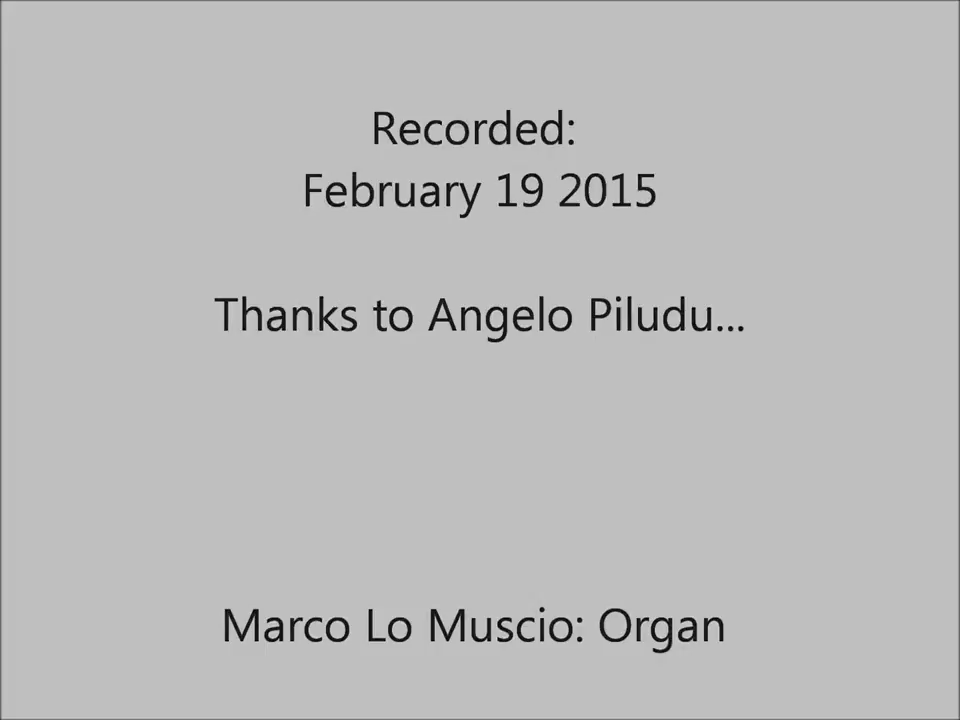 Recorded:
February 19 2015
Thanks to Angelo Piludu...
Marco Lo Muscio: Organ